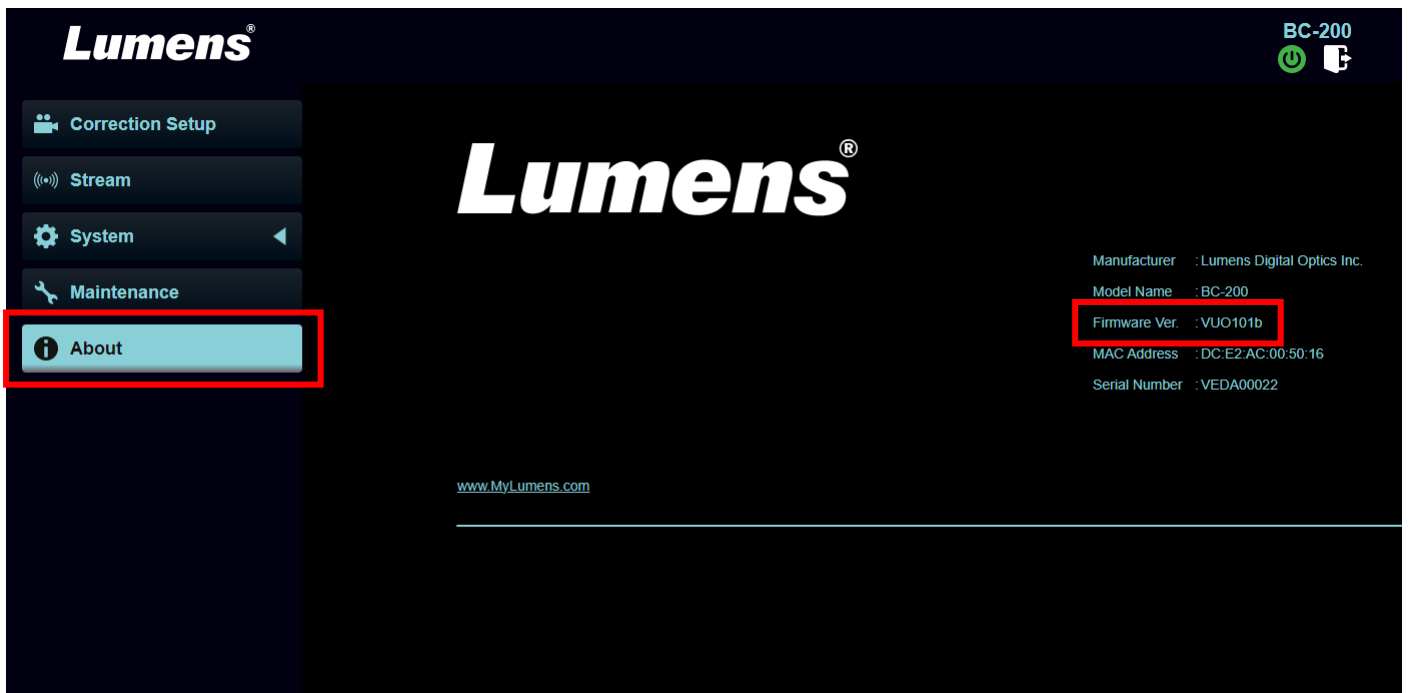 Lumens®
BC-200
Correction Setup
Stream
System
Maintenance
About
Lumens®
Manufacturer : Lumens Digital Optics Inc.
Model Name : BC-200
Firmware Ver. : VUO101b
MAC Address : DC:E2:AC:00:50:16
Serial Number : VEDA00022
www.MyLumens.com